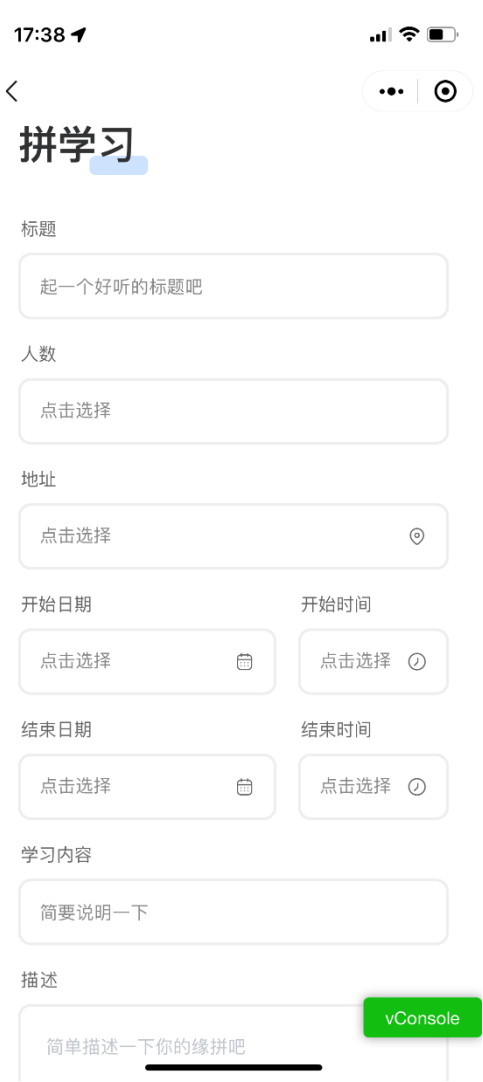 17:38
拼学习
标题
起一个好听的标题吧
人数
点击选择
地址
点击选择
开始日期 开始时间
点击选择 点击选择
结束日期 结束时间
点击选择 点击选择
学习内容
简要说明一下
描述
vConsole
简单描述一下你的缘拼吧